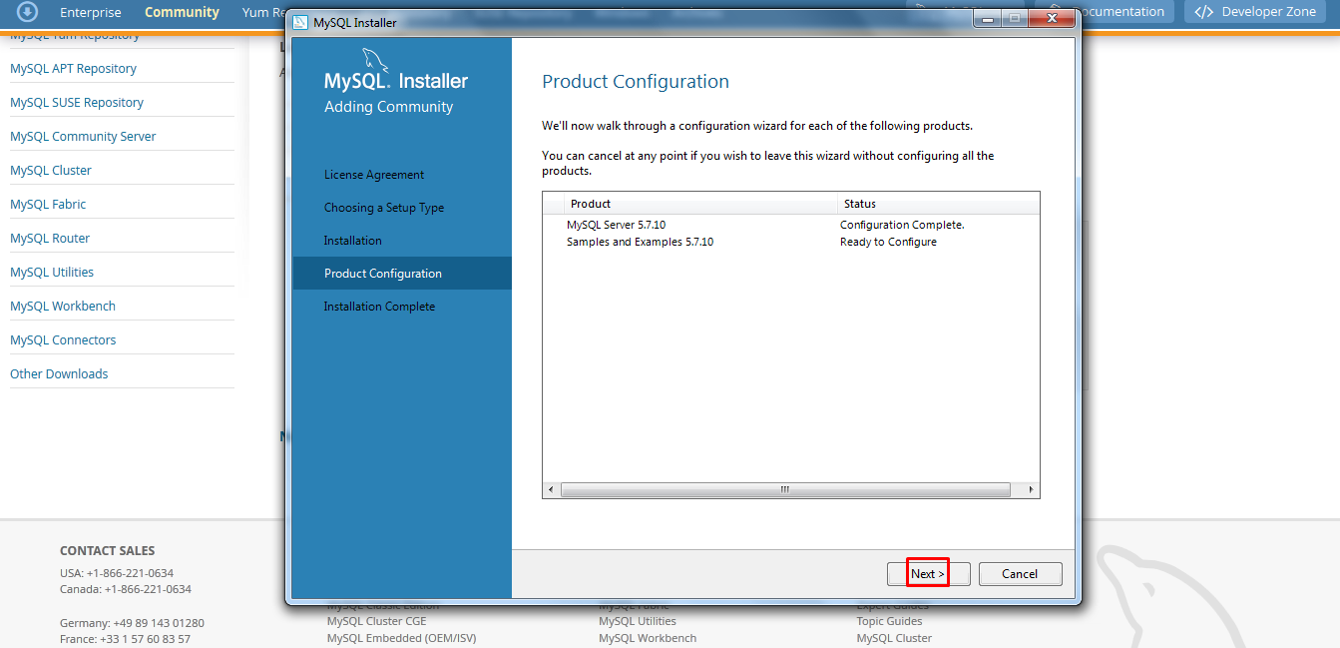 Enterprise
Community
Developer Zone
MySQL APT Repository
MySQL SUSE Repository
MySQL Community Server
MySQL Cluster
MySQL Fabric
MySQL Router
MySQL Utilities
MySQL Workbench
MySQL Connectors
Other Downloads
MySQL Installer
MySQL. Installer
Adding Community
License Agreement
Choosing a Setup Type
Installation
Product Configuration
Installation Complete
Product Configuration
We'll now walk through a configuration wizard for each of the following products.
You can cancel at any point if you wish to leave this wizard without configuring all the
products.
Product Status
MySQL Server 5.7.10 Configuration Complete.
Samples and Examples 5.7.10 Ready to Configure
Next > Cancel
CONTACT SALES
USA: +1-866-221-0634
Canada: +1-866-221-0634
Germany: +49 89 143 01280
France: +33 1 57 60 83 57
MySQL Classic Edition
MySQL Cluster CGE
MySQL Embedded (OEM/ISV)
MySQL Fabric
MySQL Utilities
MySQL Workbench
Expert Guides
Topic Guides
MySQL Cluster